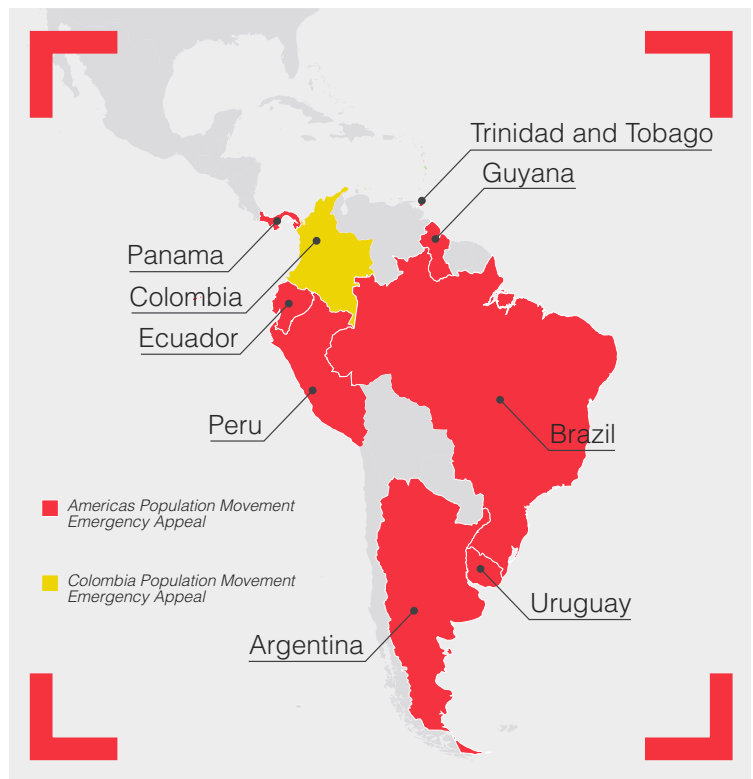 Trinidad and Tobago
Guyana
Panama
Colombia
Ecuador
Peru
Brazil
Americas Population Movement
Emergency Appeal
Colombia Population Movement
Emergency Appeal
Uruguay
Argentina